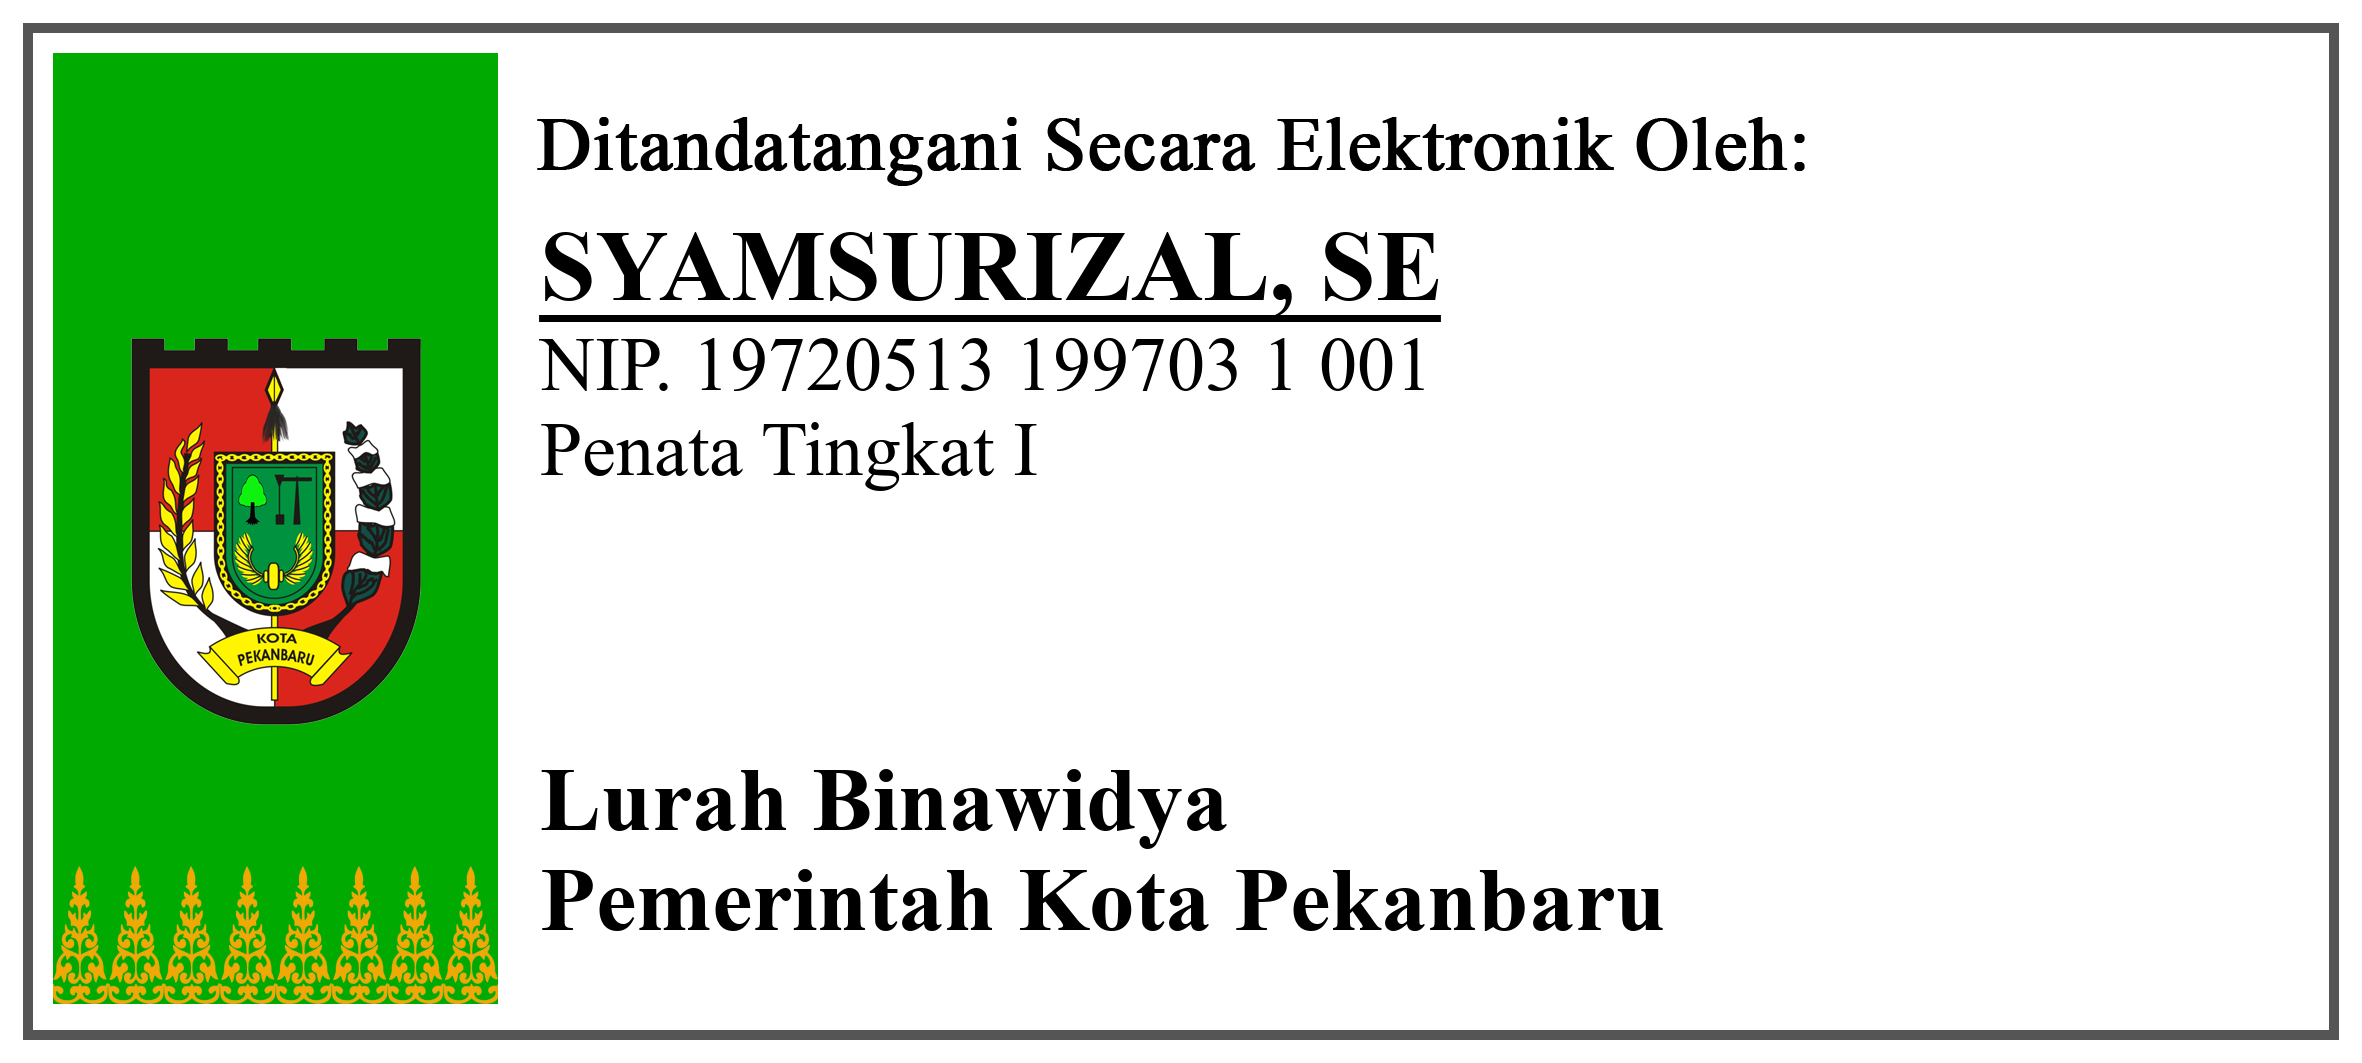 Ditandatangani Secara Elektronik Oleh:
SYAMSURIZAL, SE
NIP. 19720513 199703 1 001
Penata Tingkat I
KOTA
PEKANBARU
Lurah Binawidya
Pemerintah Kota Pekanbaru